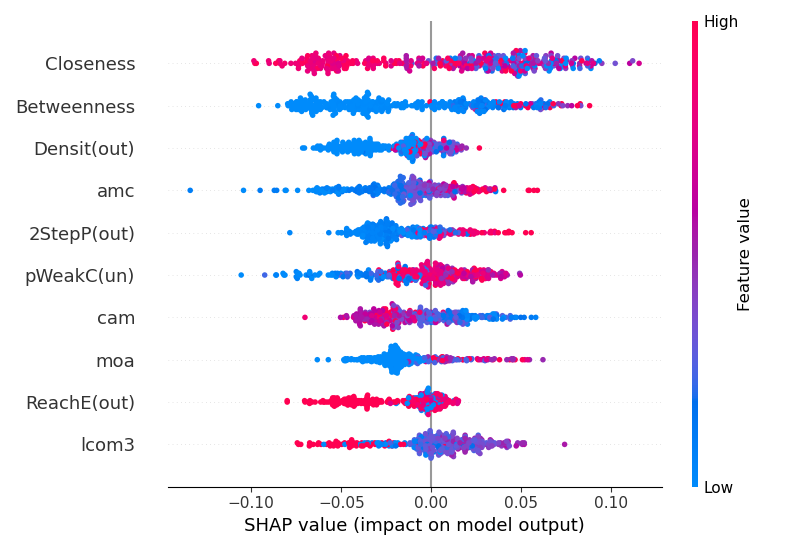 High
Closeness
Betweenness
Densit(out)
amc
2StepP(out)
pWeakC(un)
cam
moa
ReachE(out)
lcom3
Feature value
Low
−0.10 −0.05 0.00 0.05 0.10
SHAP value (impact on model output)